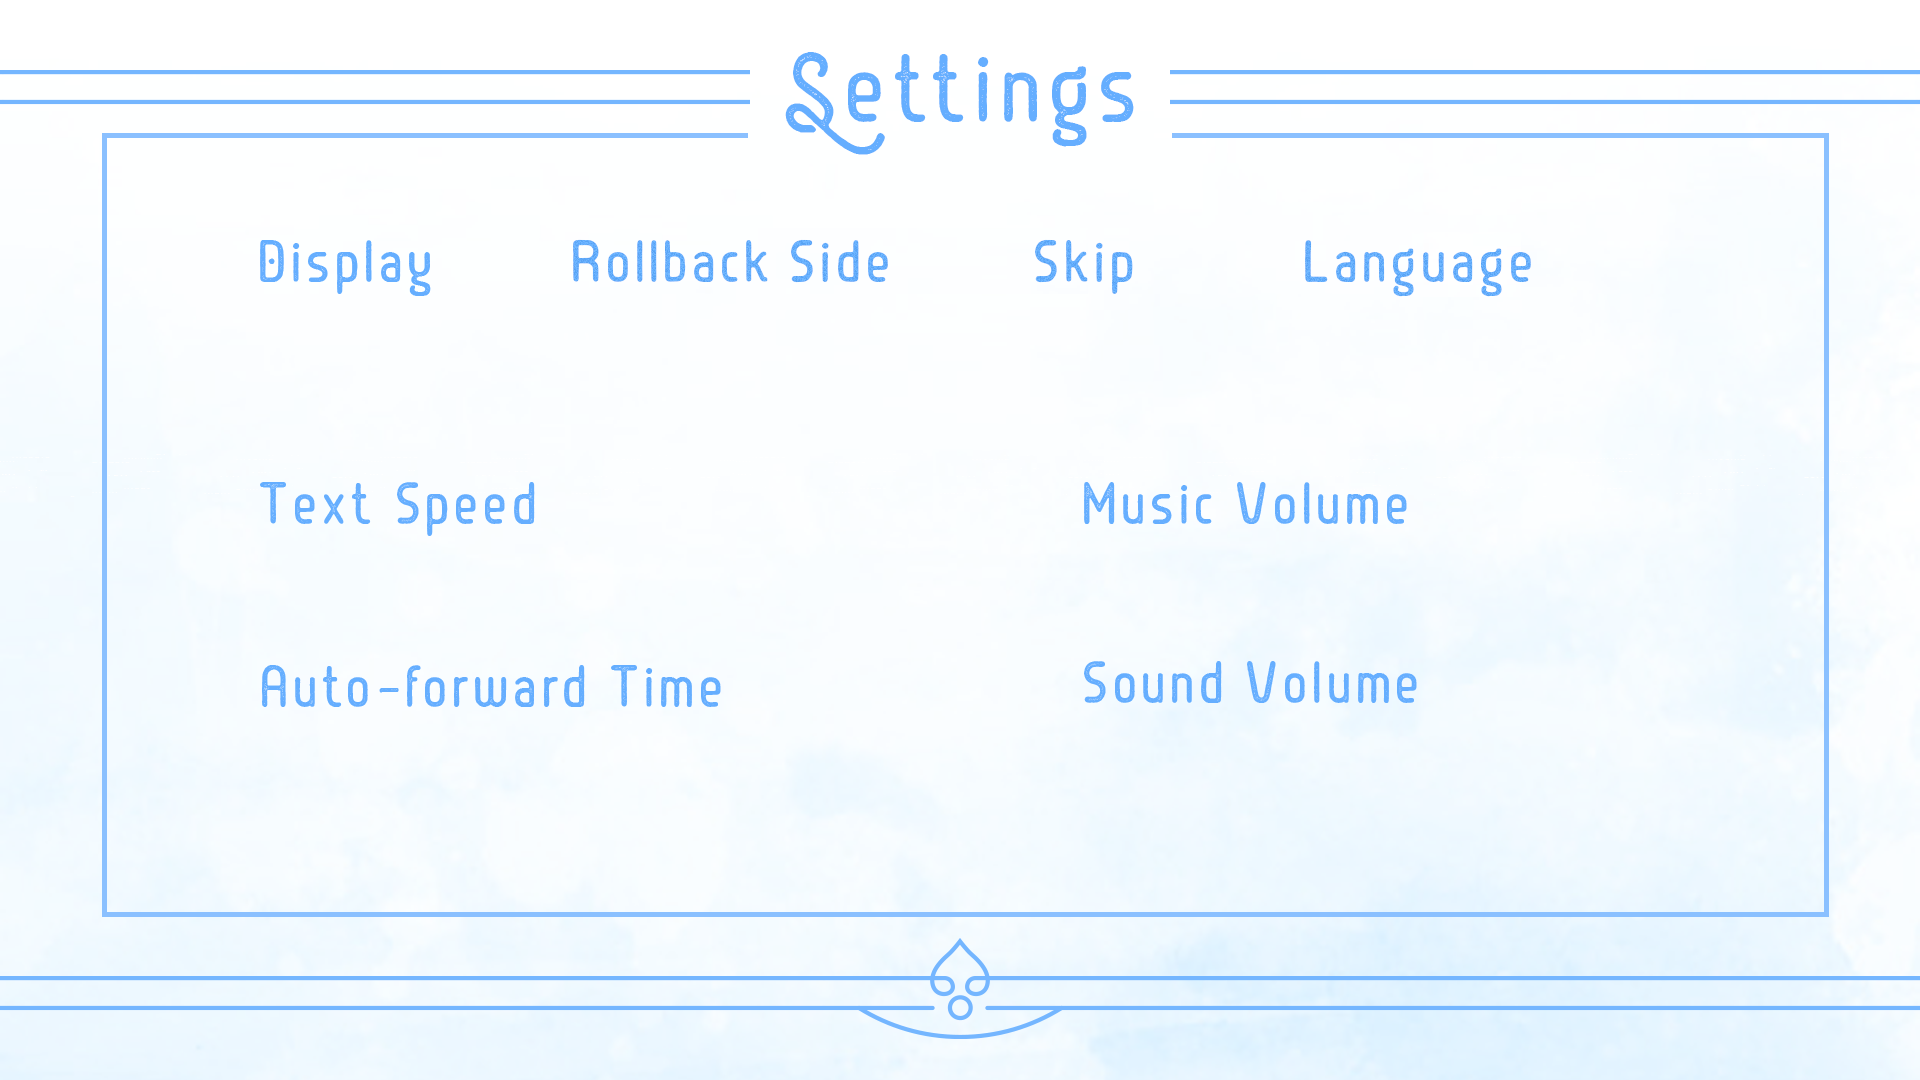 Settings
Display Rollback Side Skip Language
Text Speed Music Volume
Auto-forward Time Sound Volume